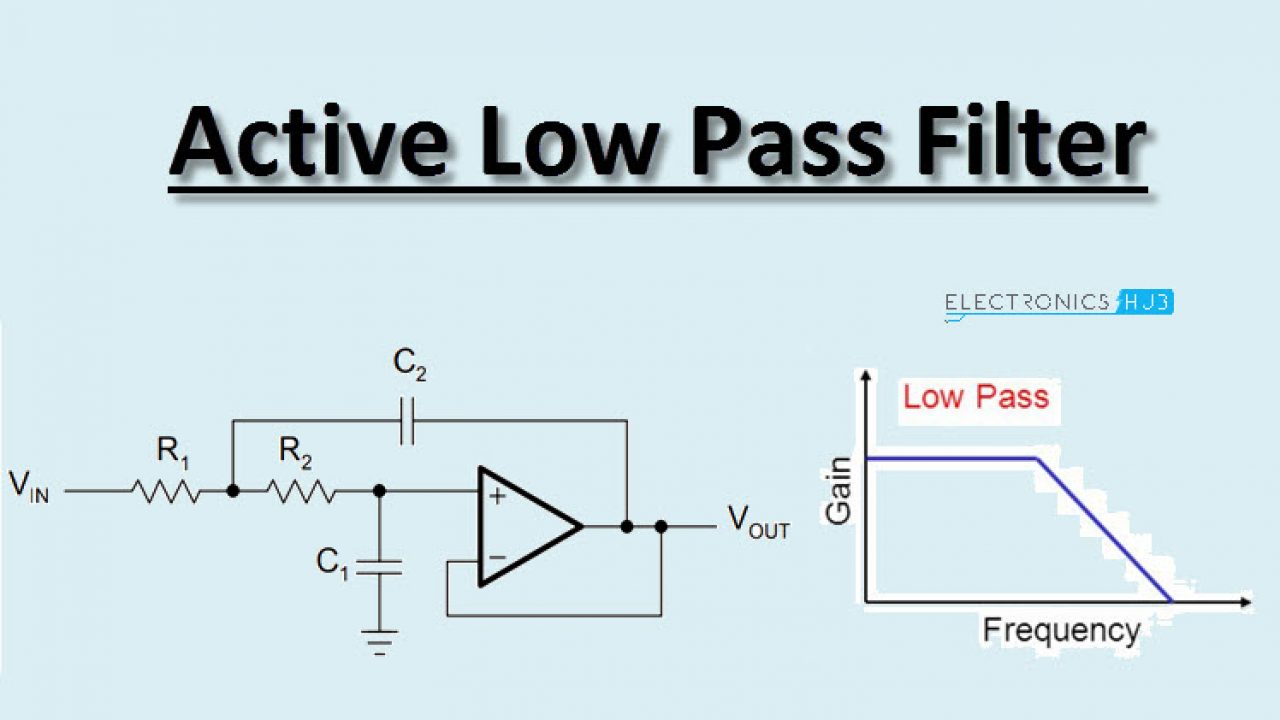 Active Low Pass Filter
ELECTRONICS HUB
C2
R1
R2
VIN
+
−
VOUT
C1
Low Pass
Gain
Frequency